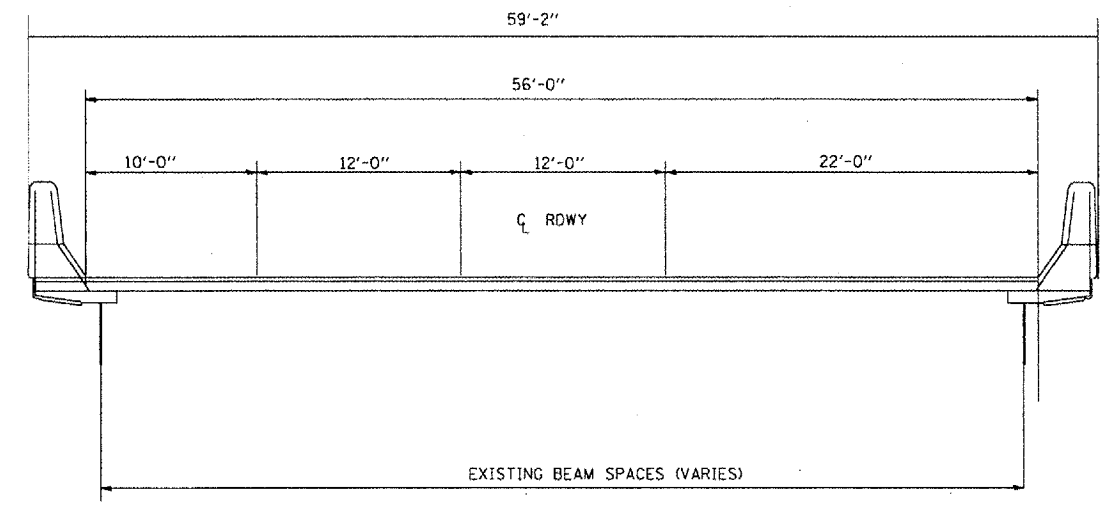 59'-2"
56'-0"
10'-0" 12'-0" 12'-0" 22'-0"
℄ RDWY
EXISTING BEAM SPACES (VARIES)